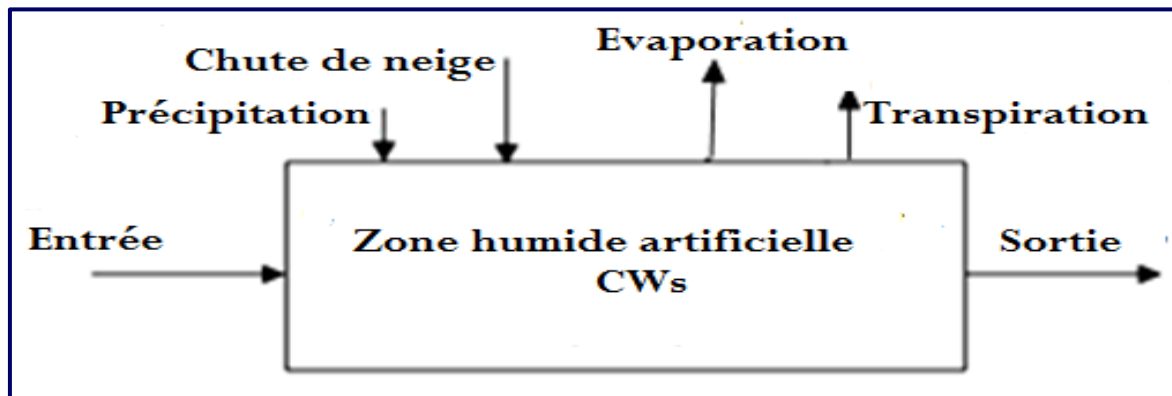 Evaporation
Chute de neige
Précipitation
Transpiration
Entrée
Zone humide artificielle
CWs
Sortie